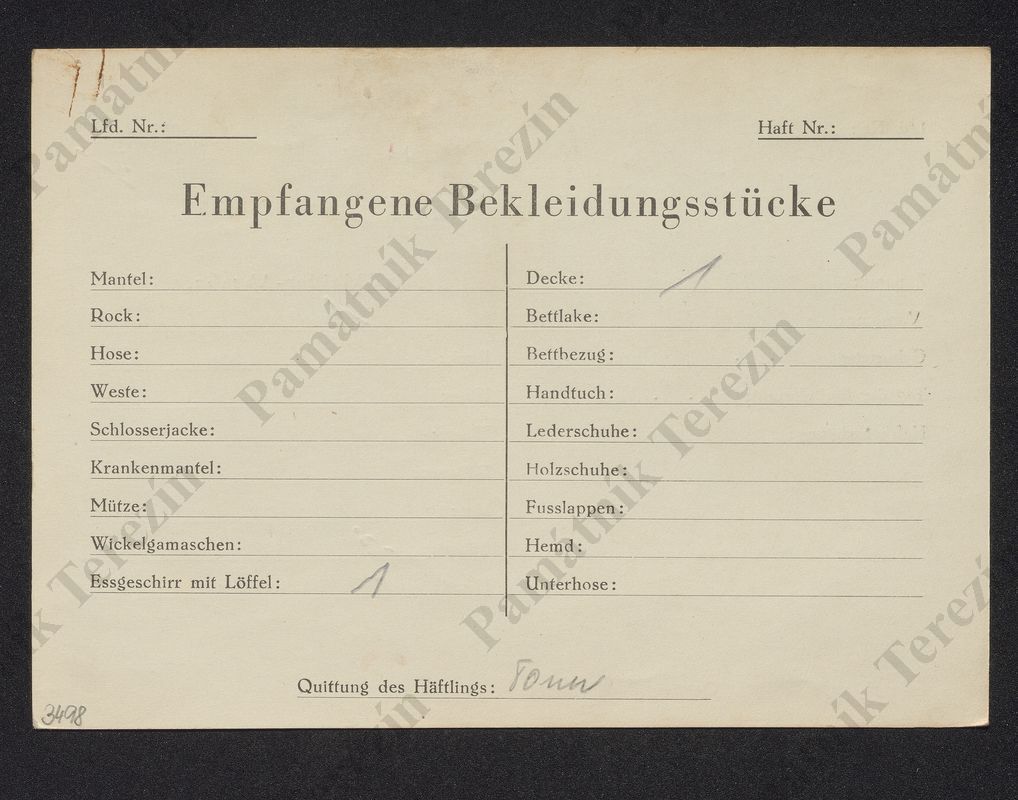 Lfd. Nr.:
Haft Nr.:
Empfangene Bekleidungsstücke
Mantel:
Rock:
Hose:
Weste:
Schlosserjacke:
Krankenmantel:
Mütze:
Wickelgamaschen:
Essgeschirr mit Löffel: 1
Decke: 1
Bettlake:
Bettbezug:
Handtuch:
Lederschuhe:
Holzschuhe:
Fusslappen:
Hemd:
Unterhose:
Quittung des Häftlings:
3498
Památník Terezín